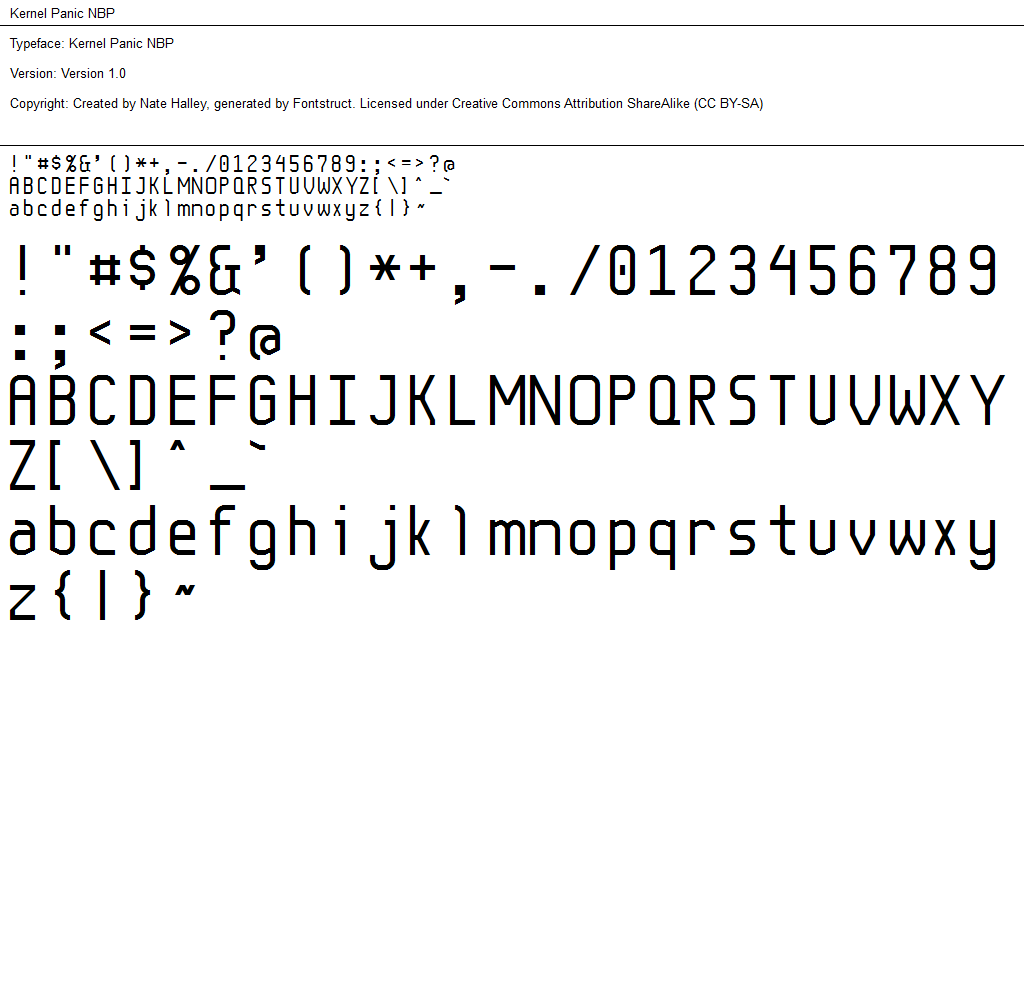 Kernel Panic NBP
Typeface: Kernel Panic NBP
Version: Version 1.0
Copyright: Created by Nate Halley, generated by Fontstruct. Licensed under Creative Commons Attribution ShareAlike (CC BY-SA)
!"#$%&'()*+,-./0123456789:;<=>?@
ABCDEFGHIJKLMNOPQRSTUVWXYZ[\]^_`
abcdefghijklmnopqrstuvwxyz{|}~
!"#$%&'()*+,-./0123456789
:;<=>?@
ABCDEFGHIJKLMNOPQRSTUVWXY
Z[\]^_`
abcdefghijklmnopqrstuvwxy
z{|}~